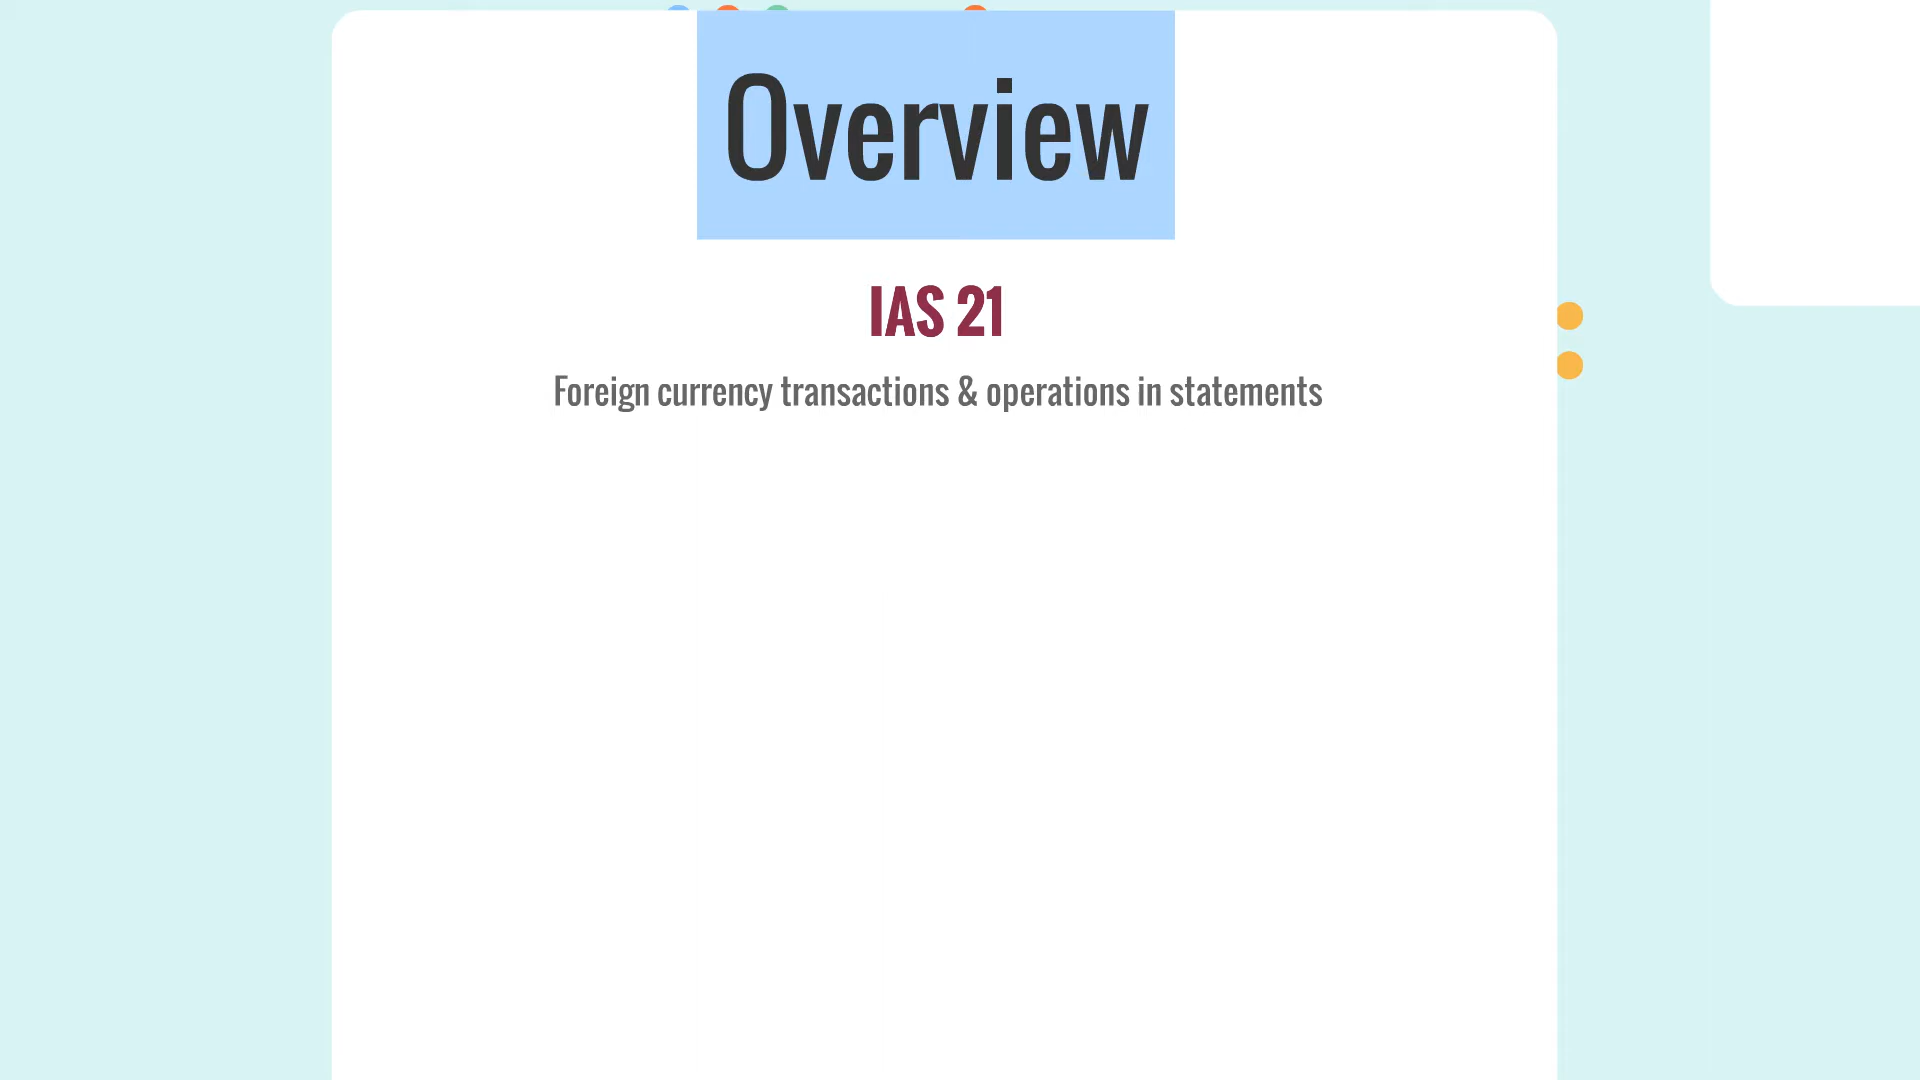 Overview
IAS 21
Foreign currency transactions & operations in statements